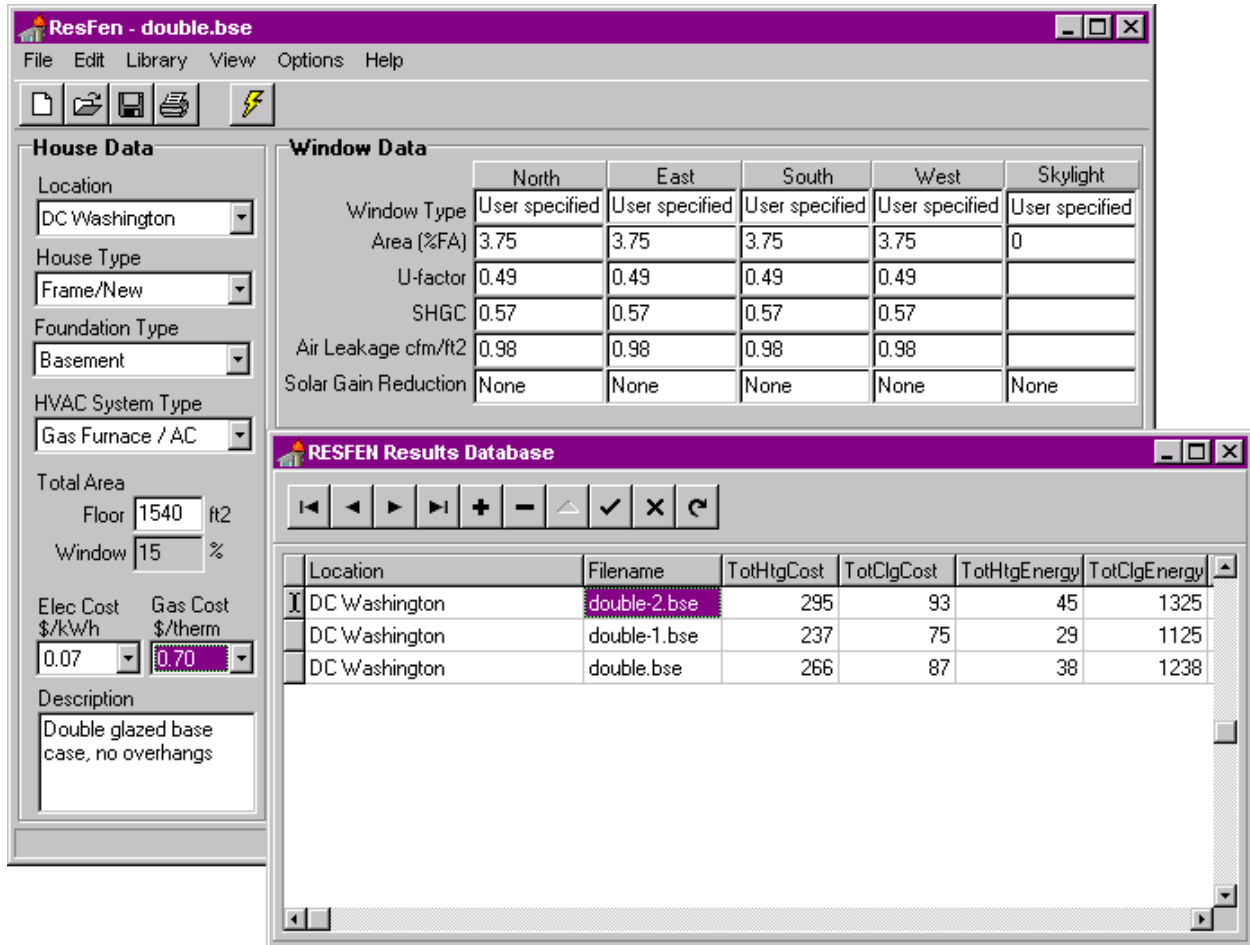 ResFen - double.bse
File Edit Library View Options Help
House Data
Location
DC Washington
House Type
Frame/New
Foundation Type
Basement
HVAC System Type
Gas Furnace / AC
Total Area
Floor 1540 ft2
Window 15 %
Elec Cost Gas Cost
$/kWh $/therm
0.07 0.70
Description
Double glazed base
case, no overhangs
Window Data
North East South West Skylight
Window Type User specified User specified User specified User specified User specified
Area (%FA) 3.75 3.75 3.75 3.75 0
U-factor 0.49 0.49 0.49 0.49
SHGC 0.57 0.57 0.57 0.57
Air Leakage cfm/ft2 0.98 0.98 0.98 0.98
Solar Gain Reduction None None None None None
RESFEN Results Database
Location Filename TotHtgCost TotClgCost TotHtgEnergy TotClgEnergy
DC Washington double-2.bse 295 93 45 1325
DC Washington double-1.bse 237 75 29 1125
DC Washington double.bse 266 87 38 1238